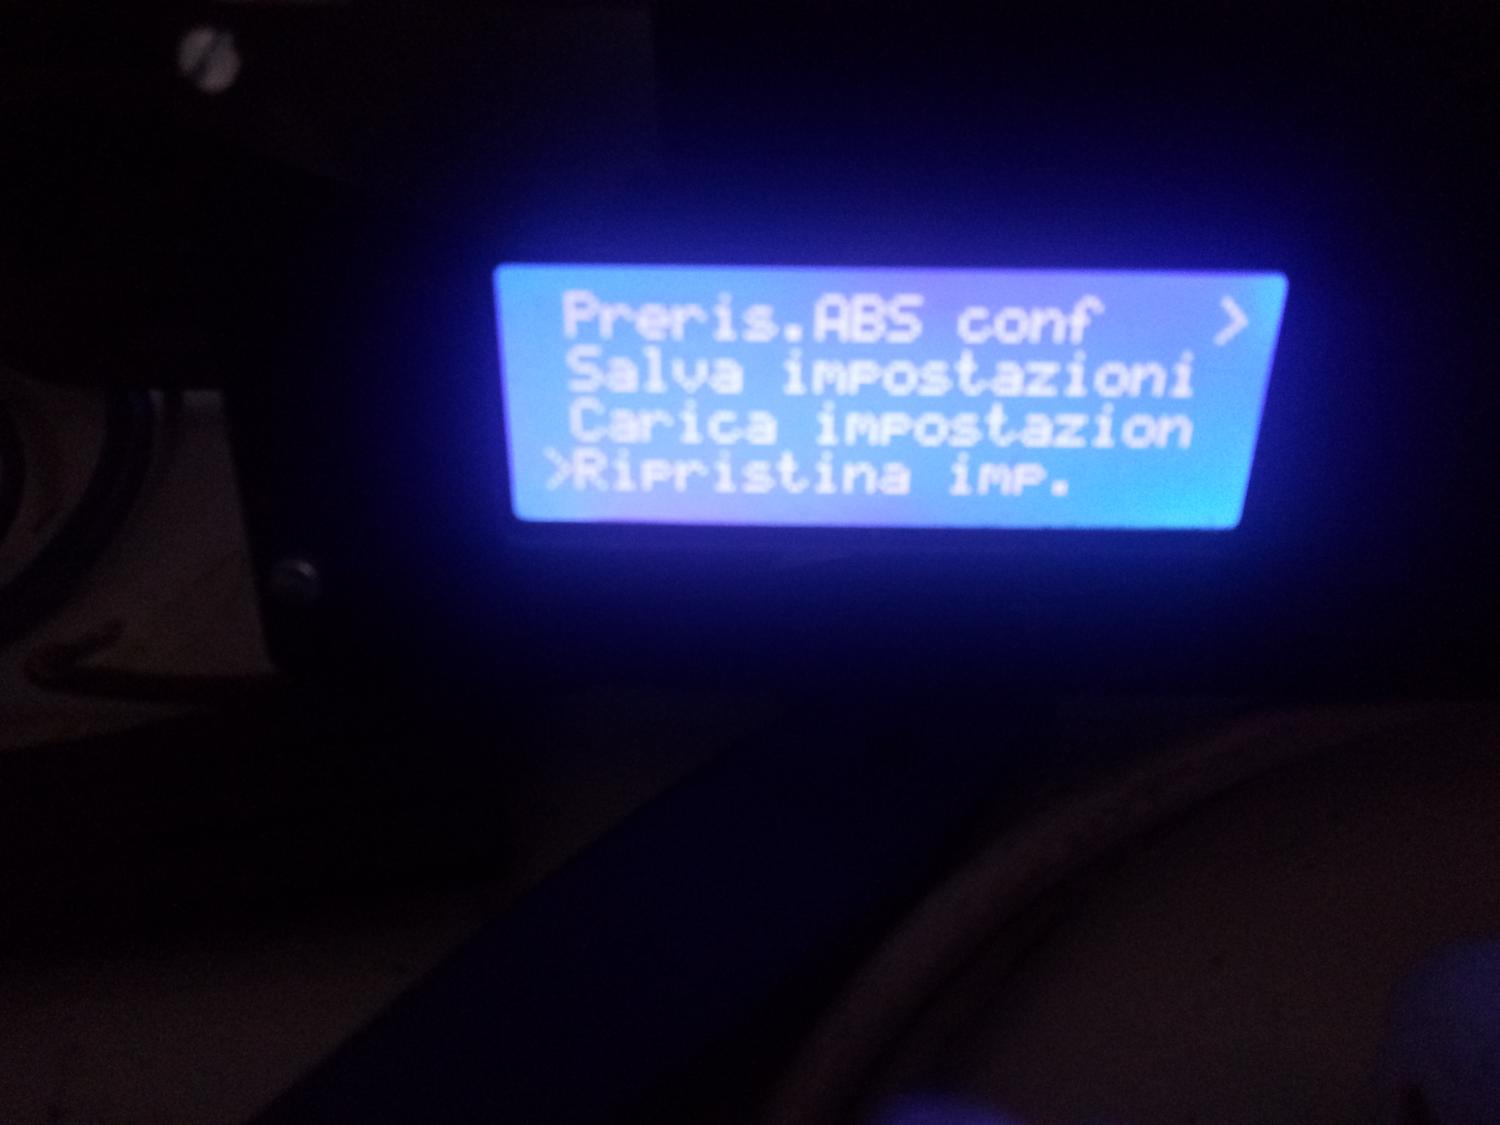 Preris.ABS conf >
Salva impostazioni
Carica impostazion
>Ripristina imp.